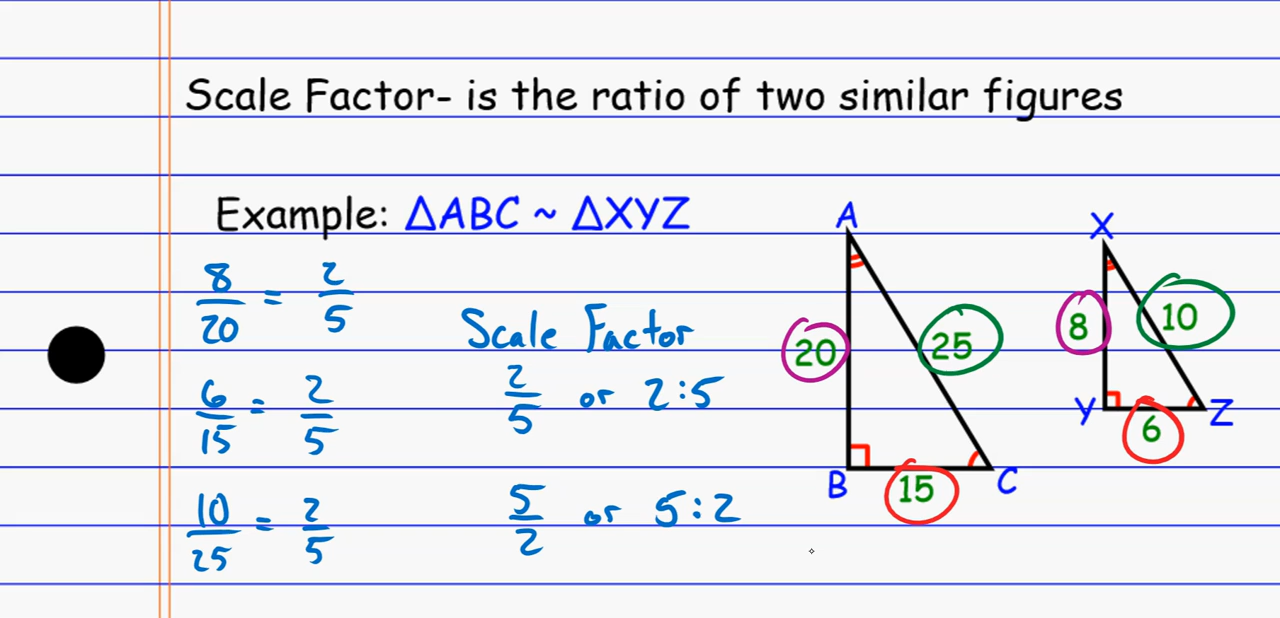 Scale Factor- is the ratio of two similar figures
Example: ΔABC ~ ΔXYZ
8/20 = 2/5
6/15 = 2/5
10/25 = 2/5
Scale Factor
2/5 or 2:5
5/2 or 5:2
A
20
25
B
15
C
X
8
10
Y
6
Z